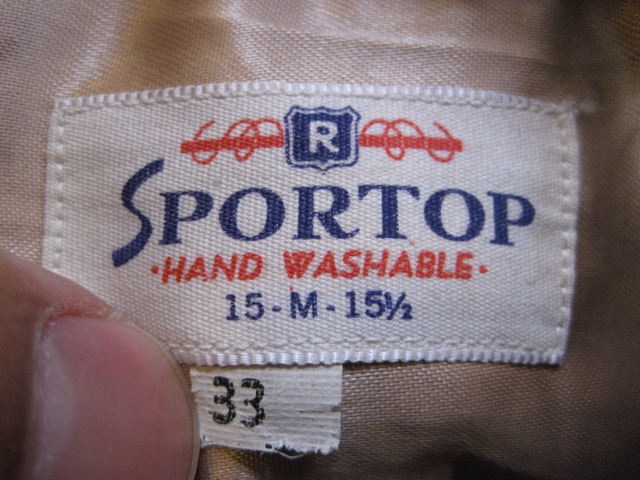 R
SPORTOP
·HAND WASHABLE·
15-M-15½
33